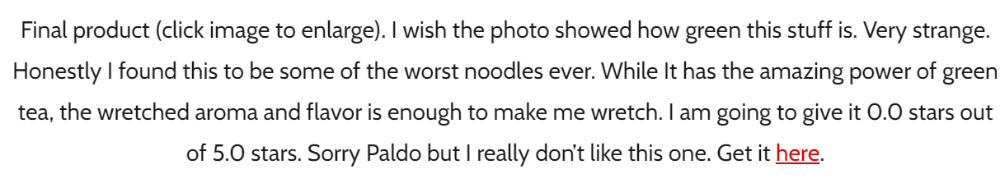 Final product (click image to enlarge). I wish the photo showed how green this stuff is. Very strange.
Honestly I found this to be some of the worst noodles ever. While It has the amazing power of green
tea, the wretched aroma and flavor is enough to make me wretch. I am going to give it 0.0 stars out
of 5.0 stars. Sorry Paldo but I really don’t like this one. Get it here.